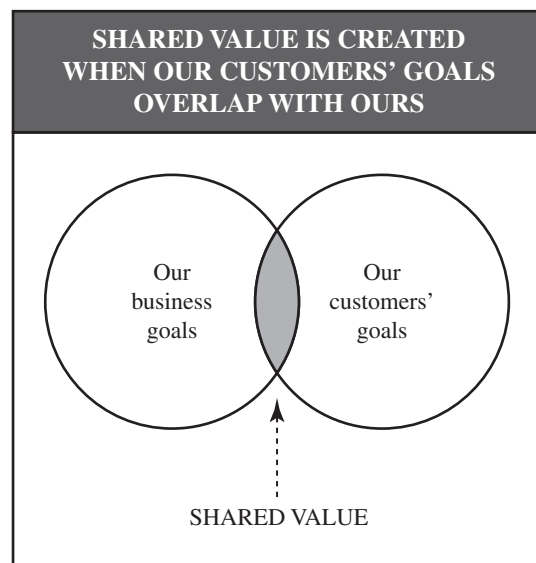 SHARED VALUE IS CREATED
WHEN OUR CUSTOMERS’ GOALS
OVERLAP WITH OURS
Our
business
goals
Our
customers’
goals
SHARED VALUE